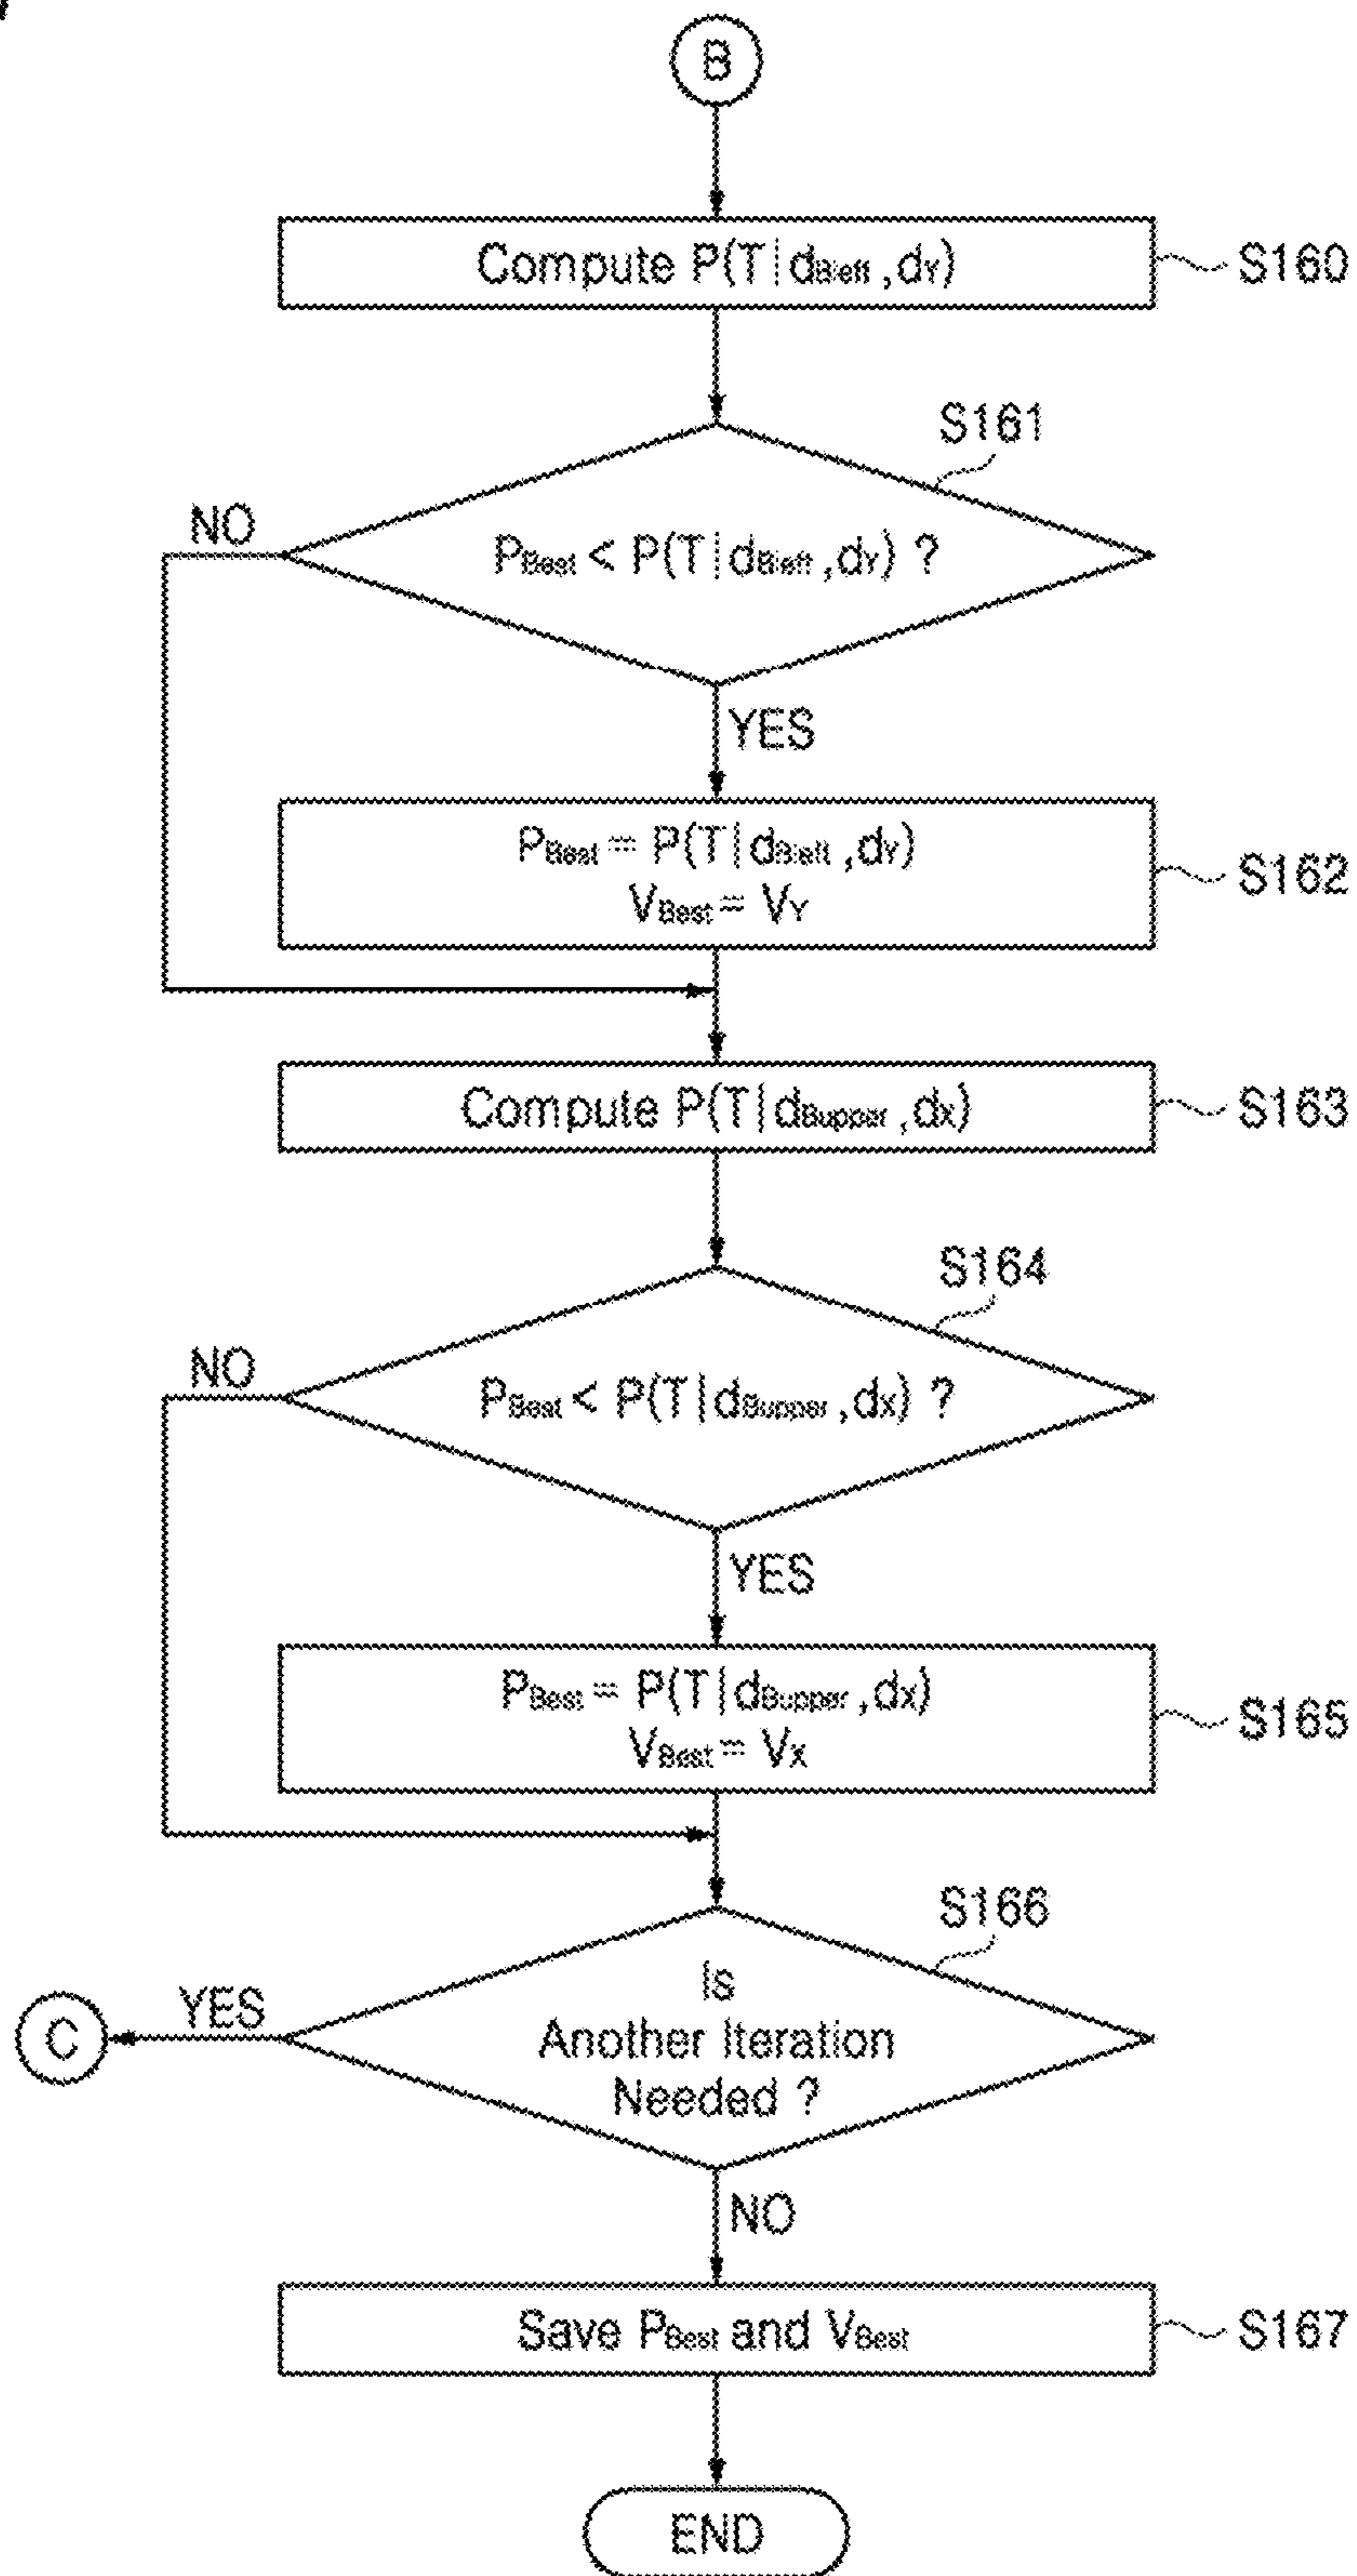 B
Compute P(T|dBleft,dY)
S160
S161
NO
PBest < P(T|dBleft,dY) ?
YES
PBest = P(T|dBleft,dY)
VBest = VY
S162
Compute P(T|dBupper,dX)
S163
S164
NO
PBest < P(T|dBupper,dX) ?
YES
PBest = P(T|dBupper,dX)
VBest = VX
S165
S166
Is
Another Iteration
Needed ?
YES
C
NO
Save PBest and VBest
S167
END